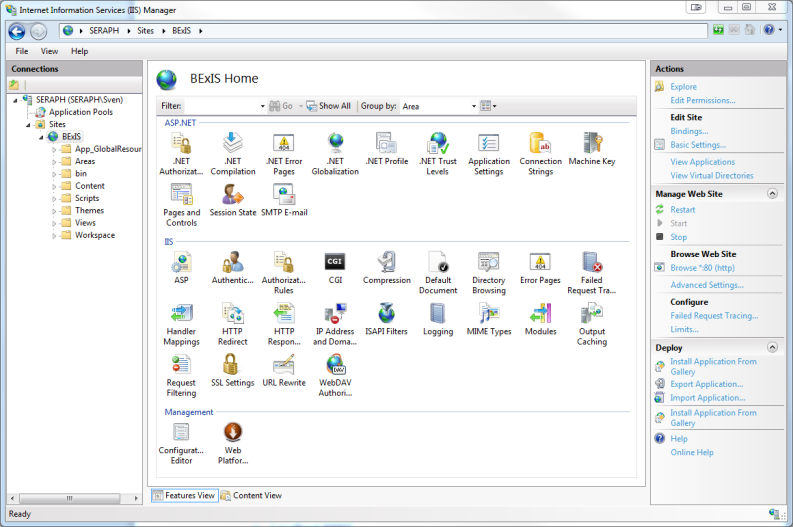 Internet Information Services (IIS) Manager
SERAPH
Sites
BExIS
File View Help
Connections
SERAPH (SERAPH\Sven)
Application Pools
Sites
BExIS
App_GlobalResour
Areas
bin
Content
Scripts
Themes
Views
Workspace
BExIS Home
Filter: Go Show All Group by: Area
ASP.NET
.NET Authorizat...
.NET Compilation
.NET Error Pages
.NET Globalization
.NET Profile
.NET Trust Levels
Application Settings
Connection Strings
Machine Key
Pages and Controls
Session State
SMTP E-mail
IIS
ASP
Authentic...
Authorizat... Rules
CGI
Compression
Default Document
Directory Browsing
Error Pages
Failed Request Tra...
Handler Mappings
HTTP Redirect
HTTP Respon...
IP Address and Doma...
ISAPI Filters
Logging
MIME Types
Modules
Output Caching
Request Filtering
SSL Settings
URL Rewrite
WebDAV Authori...
Management
Configurat... Editor
Web Platfor...
Features View
Content View
Actions
Explore
Edit Permissions...
Edit Site
Bindings...
Basic Settings...
View Applications
View Virtual Directories
Manage Web Site
Restart
Start
Stop
Browse Web Site
Browse *:80 (http)
Advanced Settings...
Configure
Failed Request Tracing...
Limits...
Deploy
Install Application From
Gallery
Export Application...
Import Application...
Install Application From
Gallery
Help
Online Help
Ready